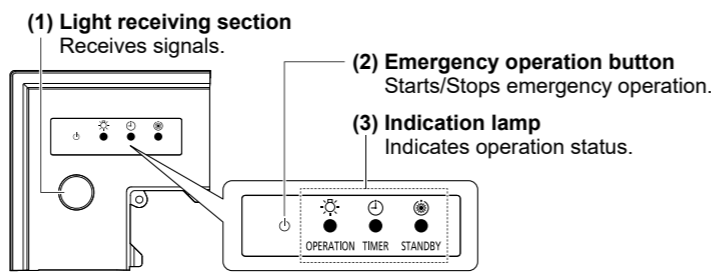 (1) Light receiving section
Receives signals.
(2) Emergency operation button
Starts/Stops emergency operation.
(3) Indication lamp
Indicates operation status.
OPERATION TIMER STANDBY